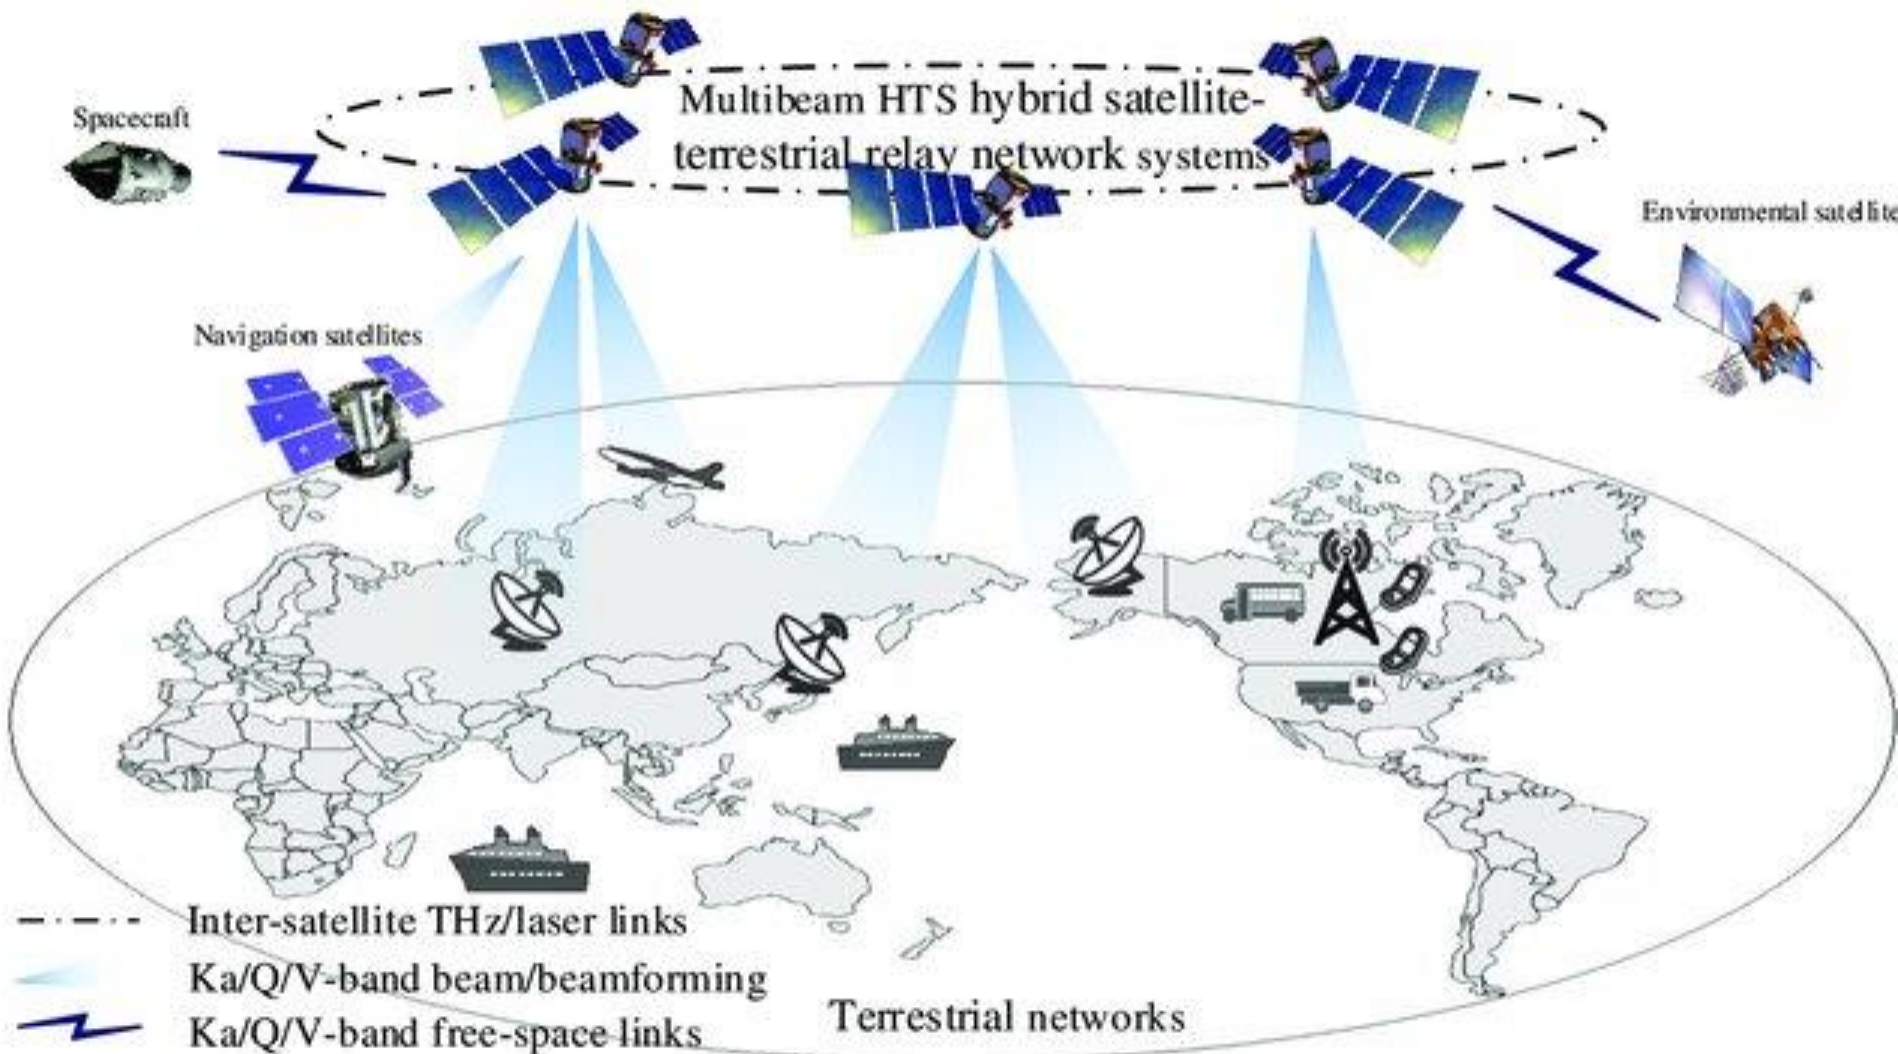 Multibeam HTS hybrid satellite-
terrestrial relay network systems
Spacecraft
Environmental satellite
Navigation satellites
Inter-satellite THz/laser links
Ka/Q/V-band beam/beamforming
Ka/Q/V-band free-space links
Terrestrial networks